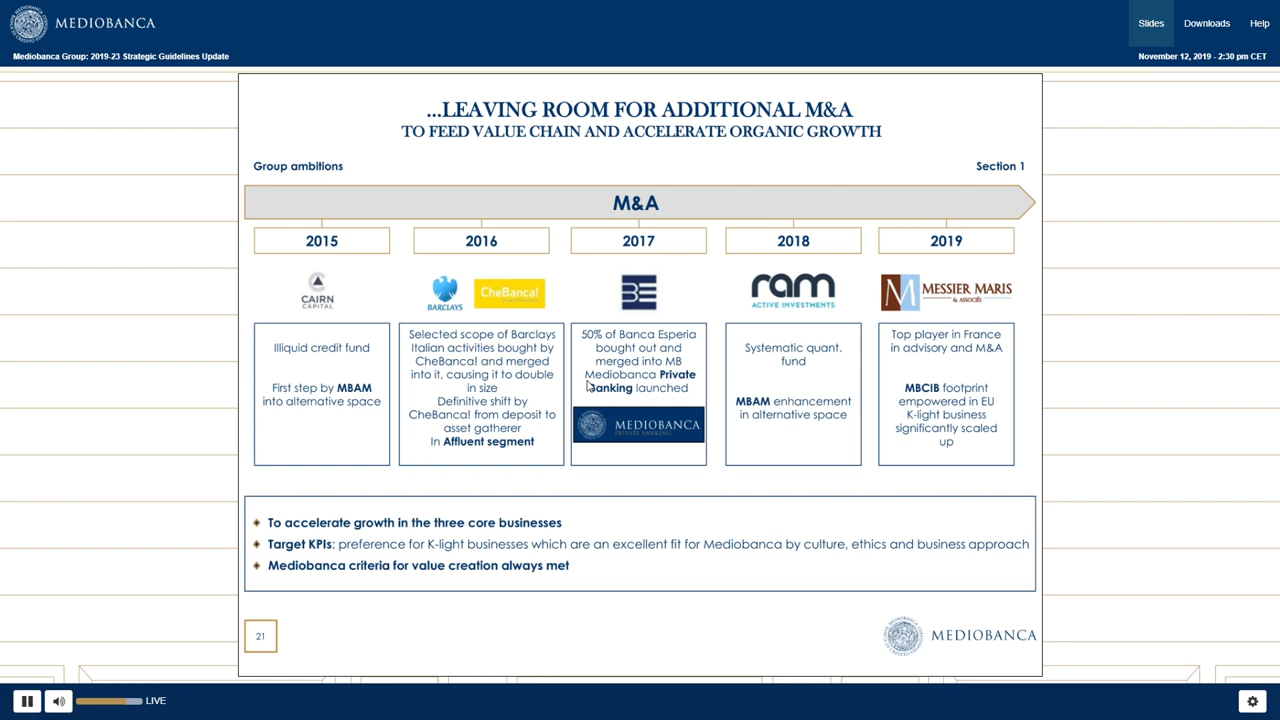 MEDIOBANCA
Slides
Downloads
Help
Mediobanca Group: 2019-23 Strategic Guidelines Update
November 12, 2019 - 2:30 pm CET
...LEAVING ROOM FOR ADDITIONAL M&A
TO FEED VALUE CHAIN AND ACCELERATE ORGANIC GROWTH
Group ambitions
Section 1
M&A
2015
2016
2017
2018
2019
CAIRN
CAPITAL
BARCLAYS
CheBanca!
BE
ram
ACTIVE INVESTMENTS
M
MESSIER MARIS
& ASSOCIÉS
Illiquid credit fund
First step by MBAM
into alternative space
Selected scope of Barclays
Italian activities bought by
CheBanca! and merged
into it, causing it to double
in size
Definitive shift by
CheBanca! from deposit to
asset gatherer
In Affluent segment
50% of Banca Esperia
bought out and
merged into MB
Mediobanca Private
Banking launched
MEDIOBANCA
PRIVATE BANKING
Systematic quant.
fund
MBAM enhancement
in alternative space
Top player in France
in advisory and M&A
MBCIB footprint
empowered in EU
K-light business
significantly scaled
up
To accelerate growth in the three core businesses
Target KPIs: preference for K-light businesses which are an excellent fit for Mediobanca by culture, ethics and business approach
Mediobanca criteria for value creation always met
21
MEDIOBANCA
LIVE